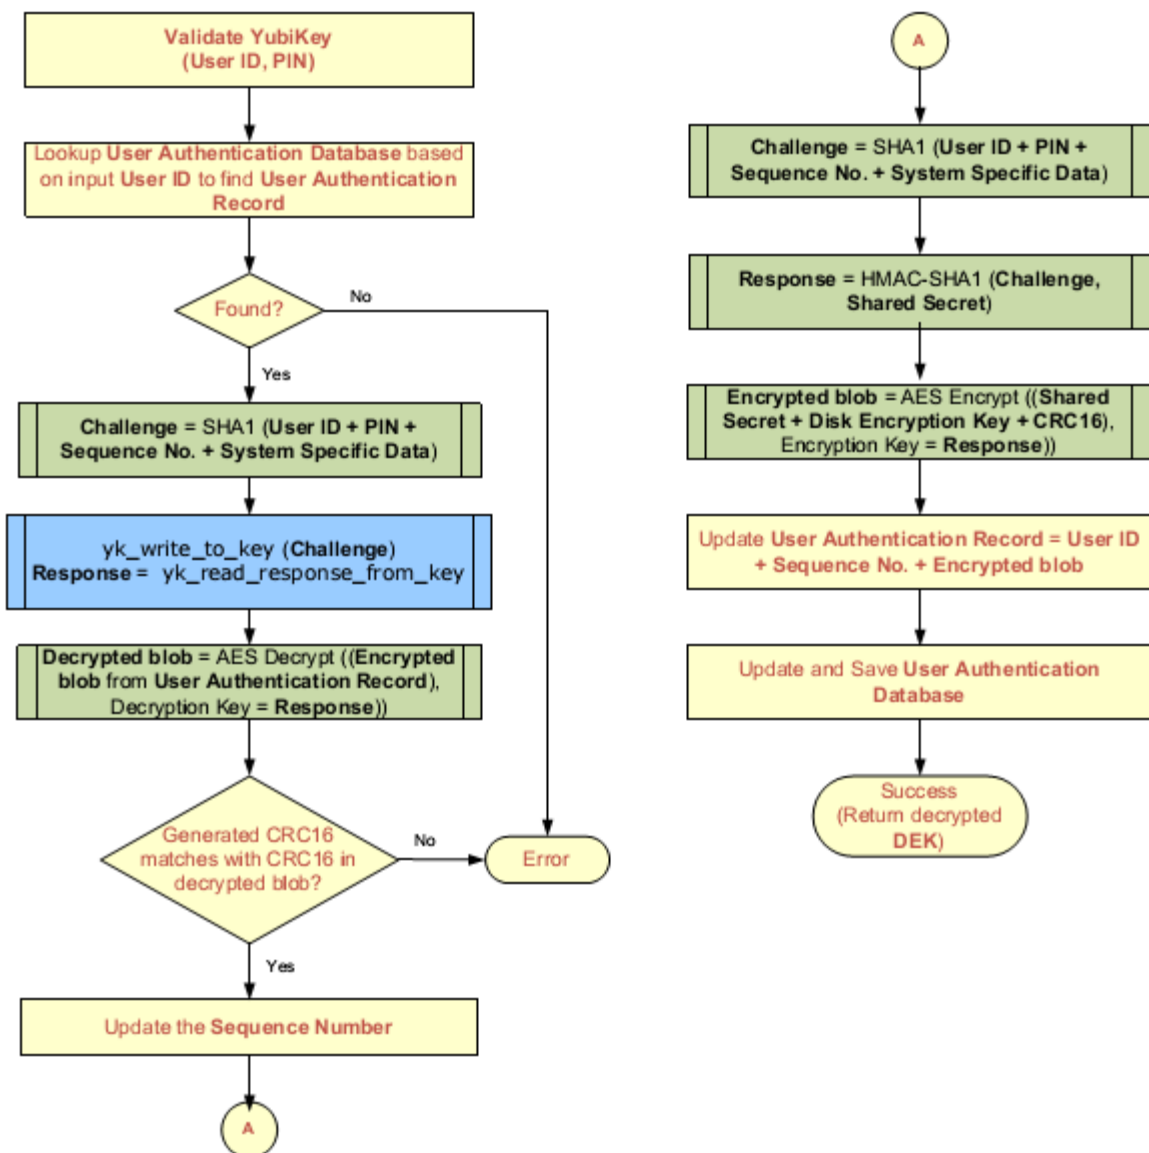 Validate YubiKey
(User ID, PIN)
Lookup User Authentication Database based
on input User ID to find User Authentication
Record
Found?
No
Yes
Challenge = SHA1 (User ID + PIN +
Sequence No. + System Specific Data)
yk_write_to_key (Challenge)
Response = yk_read_response_from_key
Decrypted blob = AES Decrypt ((Encrypted
blob from User Authentication Record),
Decryption Key = Response))
Generated CRC16
matches with CRC16 in
decrypted blob?
No
Error
Yes
Update the Sequence Number
A
A
Challenge = SHA1 (User ID + PIN +
Sequence No. + System Specific Data)
Response = HMAC-SHA1 (Challenge,
Shared Secret)
Encrypted blob = AES Encrypt ((Shared
Secret + Disk Encryption Key + CRC16),
Encryption Key = Response))
Update User Authentication Record = User ID
+ Sequence No. + Encrypted blob
Update and Save User Authentication
Database
Success
(Return decrypted
DEK)